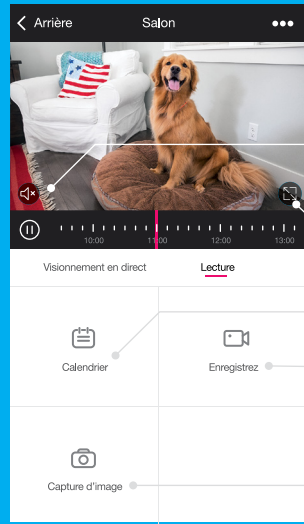 Arrière Salon
10:00 11:00 12:00 13:00
Visionnement en direct Lecture
Calendrier Enregistrez
Capture d'image